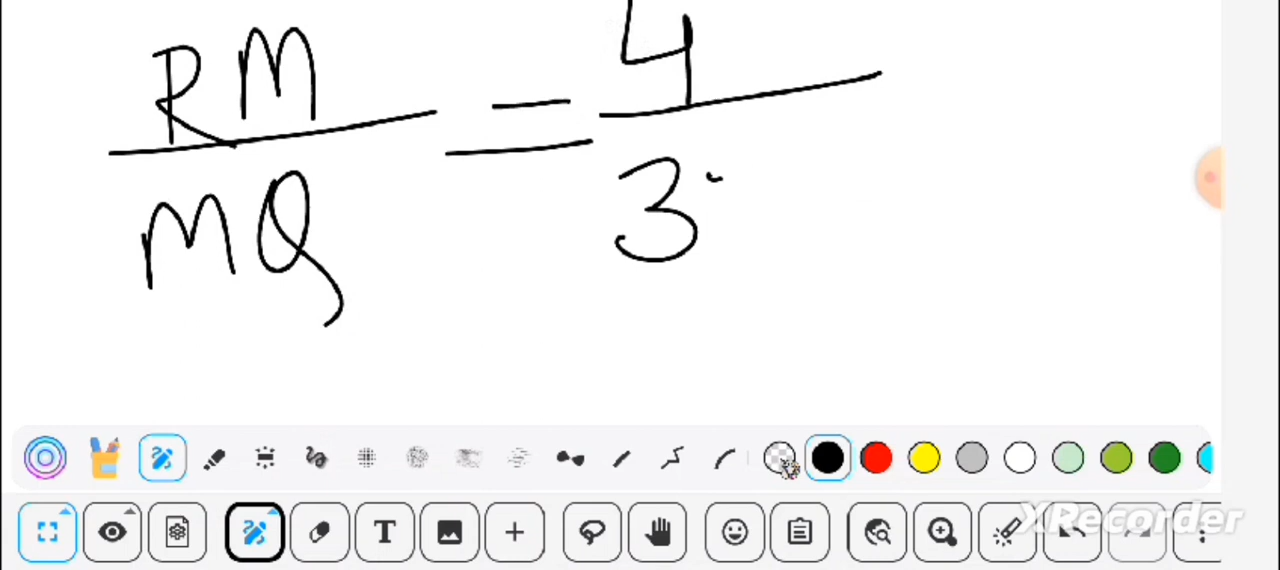 RM/MQ = 4/3.
T
XRecorder